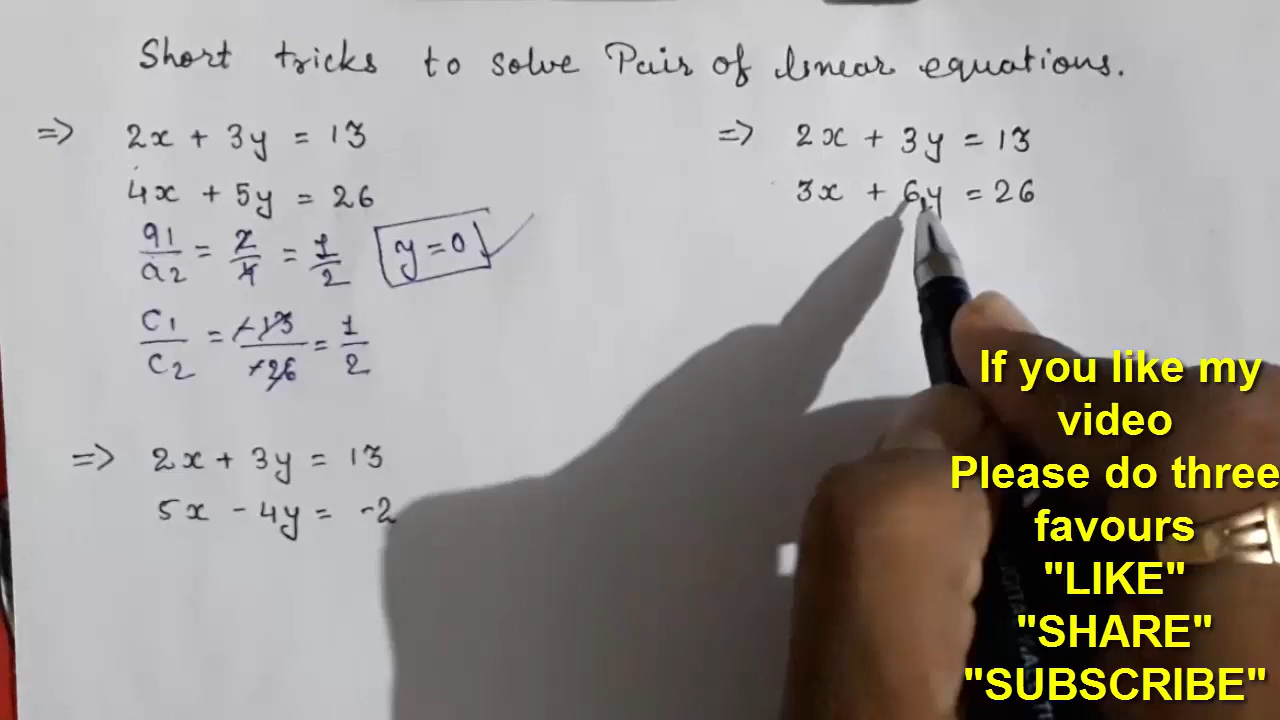 Short tricks to solve Pair of linear equations.
=> 2x + 3y = 13
4x + 5y = 26
a1/a2 = 2/4 = 1/2
y = 0
C1/C2 = -13/-26 = 1/2
=> 2x + 3y = 13
5x - 4y = -2
=> 2x + 3y = 13
3x + 6y = 26
If you like my
video
Please do three
favours
"LIKE"
"SHARE"
"SUBSCRIBE"